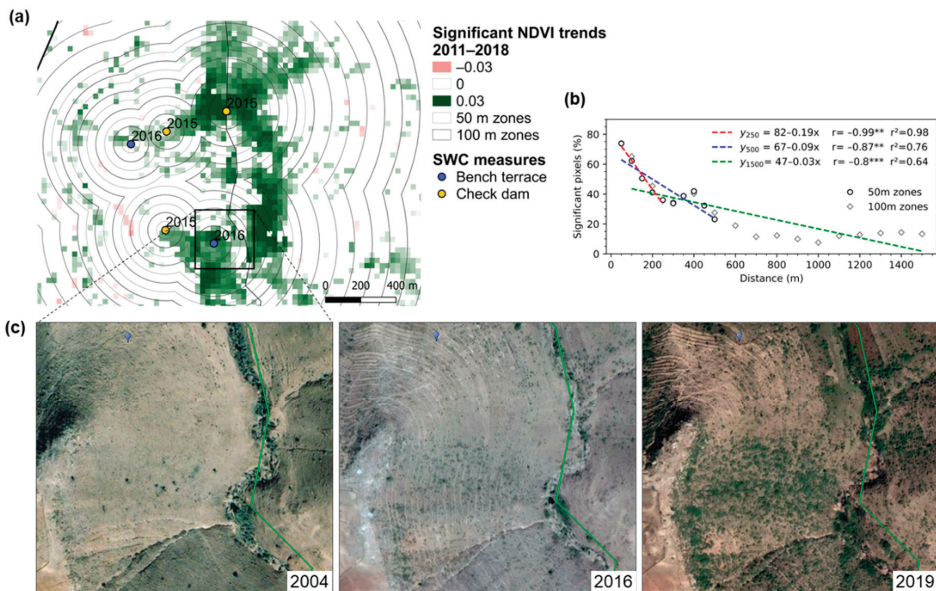 (a)
Significant NDVI trends
2011–2018
−0.03
0
0.03
50 m zones
100 m zones
SWC measures
Bench terrace
Check dam
2015
2015
2016
2015
2016
0 200 400 m
(b)
y250 = 82–0.19x r= -0.99** r²=0.98
y500 = 67–0.09x r= -0.87** r²=0.76
y1500 = 47–0.03x r= -0.8*** r²=0.64
50m zones
100m zones
Significant pixels (%)
80
60
40
20
0
0 200 400 600 800 1000 1200 1400
Distance (m)
(c)
2004
2016
2019